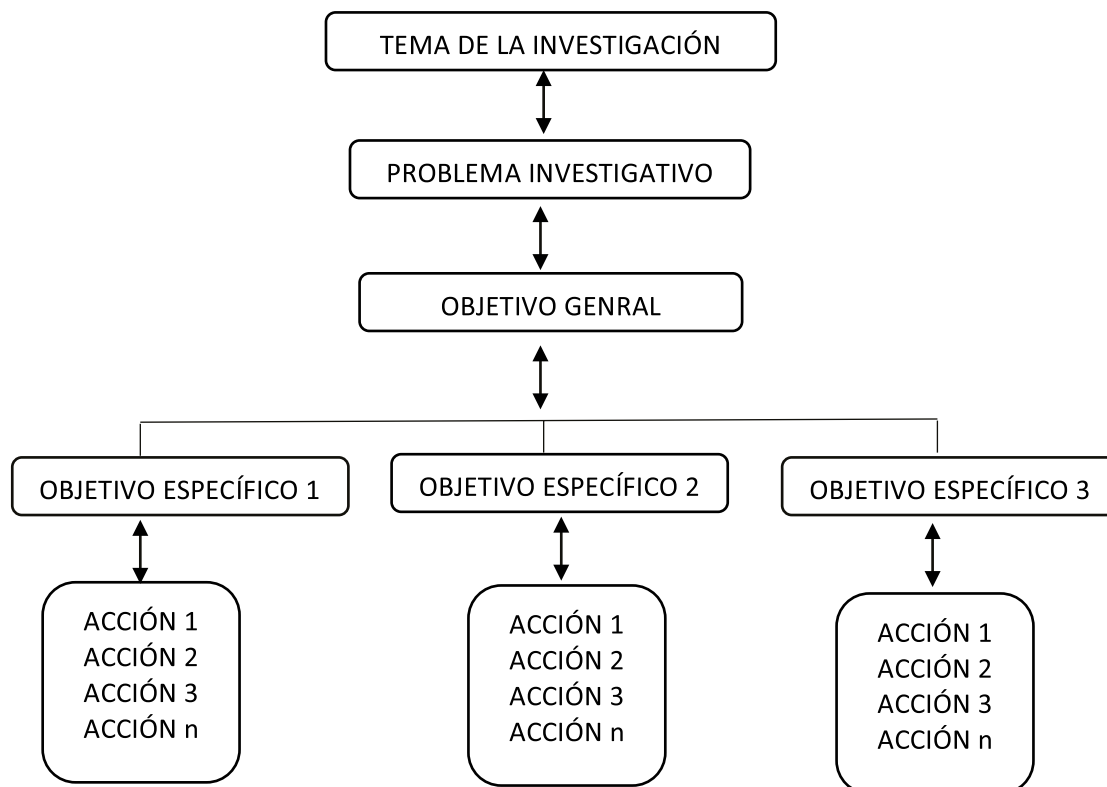 TEMA DE LA INVESTIGACIÓN
PROBLEMA INVESTIGATIVO
OBJETIVO GENRAL
OBJETIVO ESPECÍFICO 1
OBJETIVO ESPECÍFICO 2
OBJETIVO ESPECÍFICO 3
ACCIÓN 1
ACCIÓN 2
ACCIÓN 3
ACCIÓN n
ACCIÓN 1
ACCIÓN 2
ACCIÓN 3
ACCIÓN n
ACCIÓN 1
ACCIÓN 2
ACCIÓN 3
ACCIÓN n